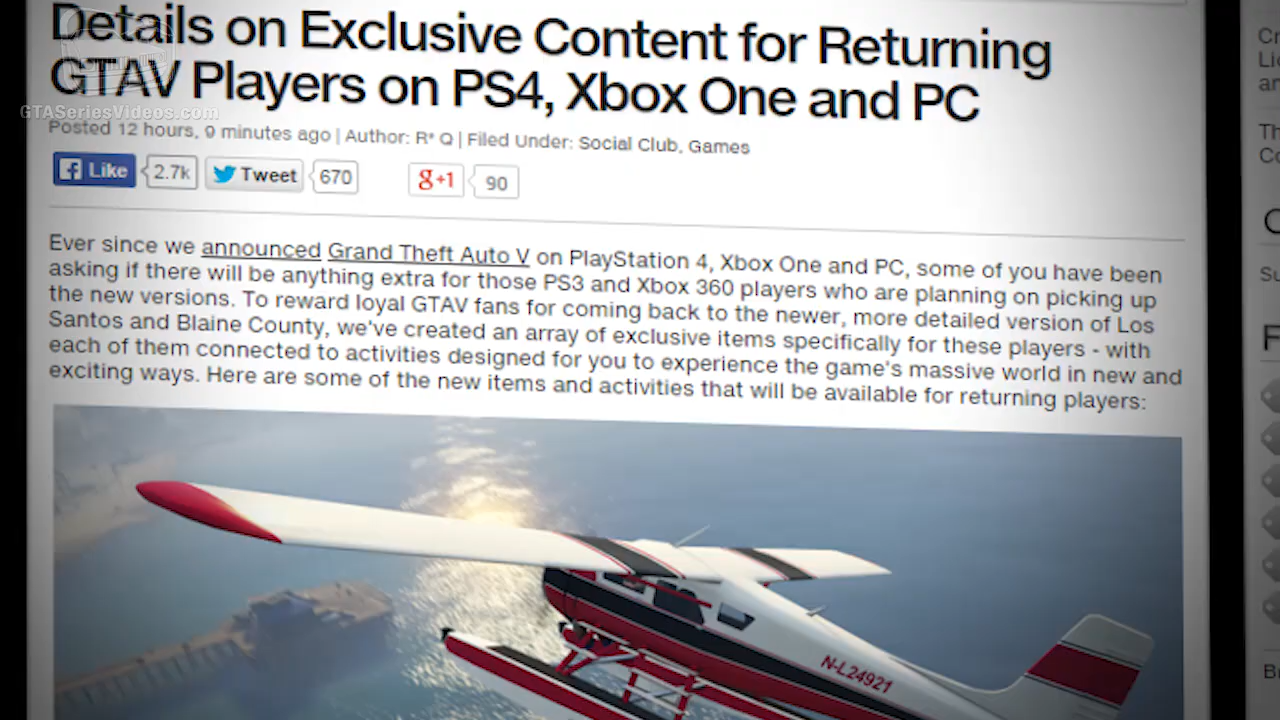 Details on Exclusive Content for Returning
GTAV Players on PS4, Xbox One and PC
GTASeriesVideos.com
Posted 12 hours, 9 minutes ago | Author: R* Q | Filed Under: Social Club, Games
Like 2.7k Tweet 670 g+1 90
Ever since we announced Grand Theft Auto V on PlayStation 4, Xbox One and PC, some of you have been
asking if there will be anything extra for those PS3 and Xbox 360 players who are planning on picking up
the new versions. To reward loyal GTAV fans for coming back to the newer, more detailed version of Los
Santos and Blaine County, we've created an array of exclusive items specifically for these players - with
each of them connected to activities designed for you to experience the game's massive world in new and
exciting ways. Here are some of the new items and activities that will be available for returning players:
N-L24921